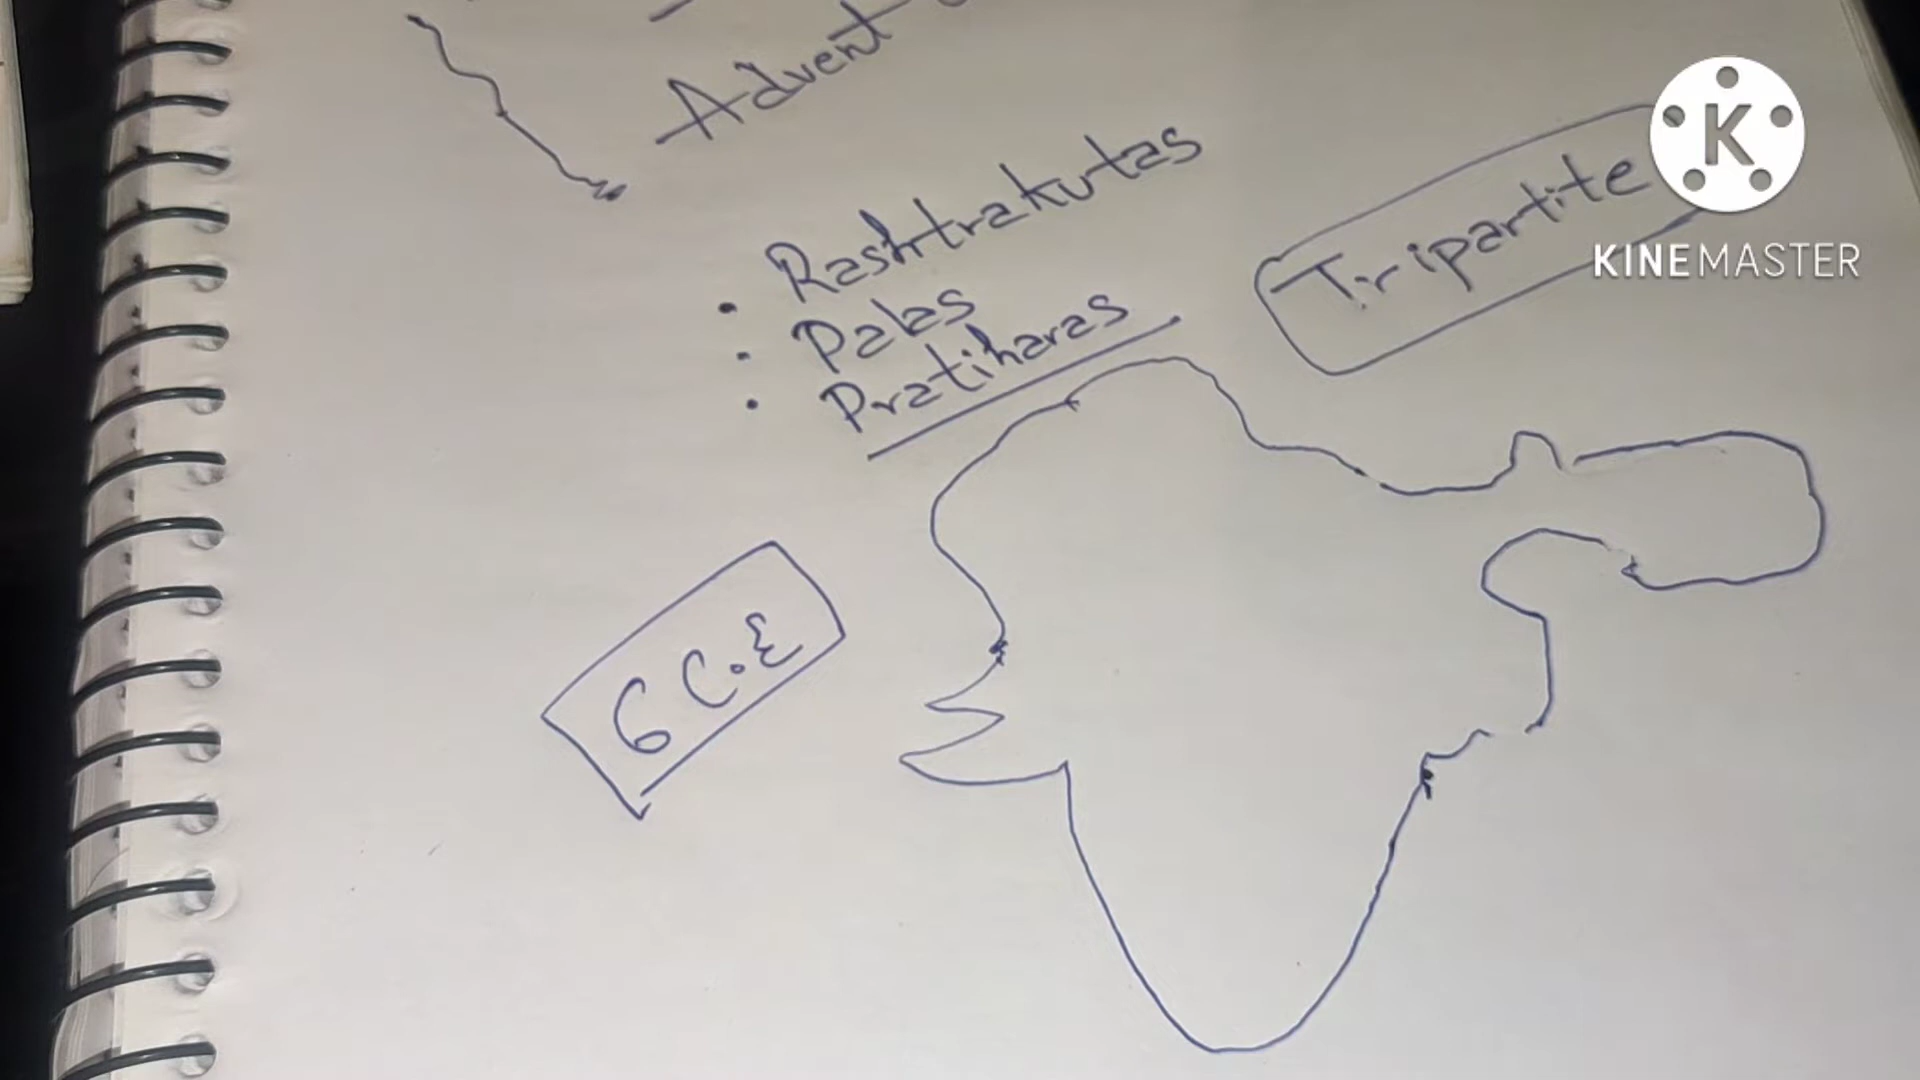 Advent
• Rashtrakutas
• Palas
• Pratiharas
Tripartite
6 C.E
K
KINEMASTER